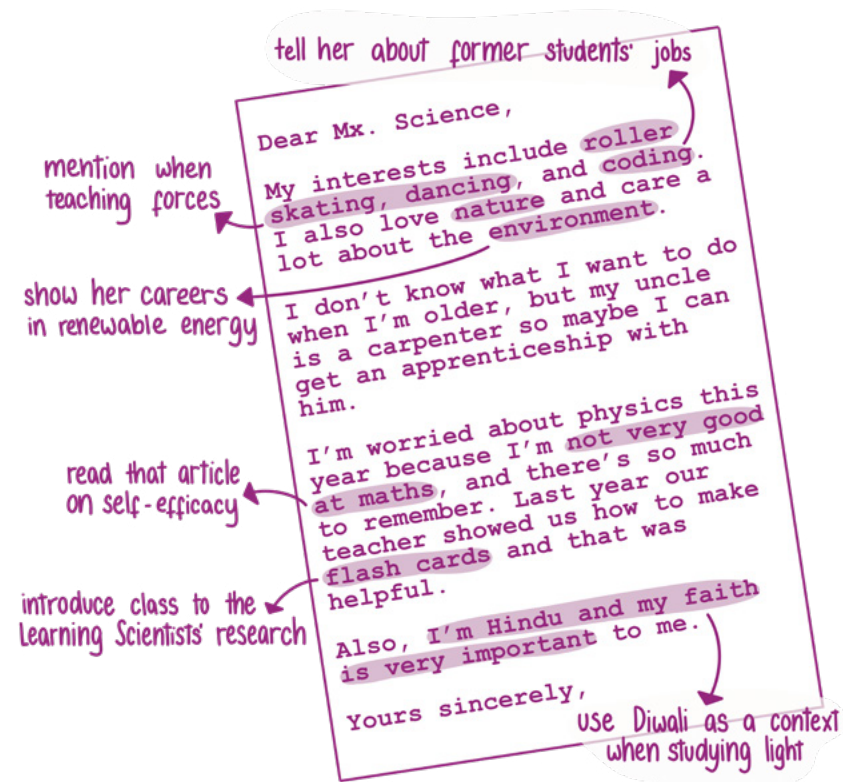 tell her about former students' jobs
Dear Mx. Science,
mention when
teaching forces
My interests include roller
skating, dancing, and coding.
I also love nature and care a
lot about the environment.
show her careers
in renewable energy
I don't know what I want to do
when I'm older, but my uncle
is a carpenter so maybe I can
get an apprenticeship with
him.
read that article
on self-efficacy
I'm worried about physics this
year because I'm not very good
at maths, and there's so much
to remember. Last year our
teacher showed us how to make
flash cards and that was
helpful.
introduce class to the
Learning Scientists' research
Also, I'm Hindu and my faith
is very important to me.
Yours sincerely,
use Diwali as a context
when studying light